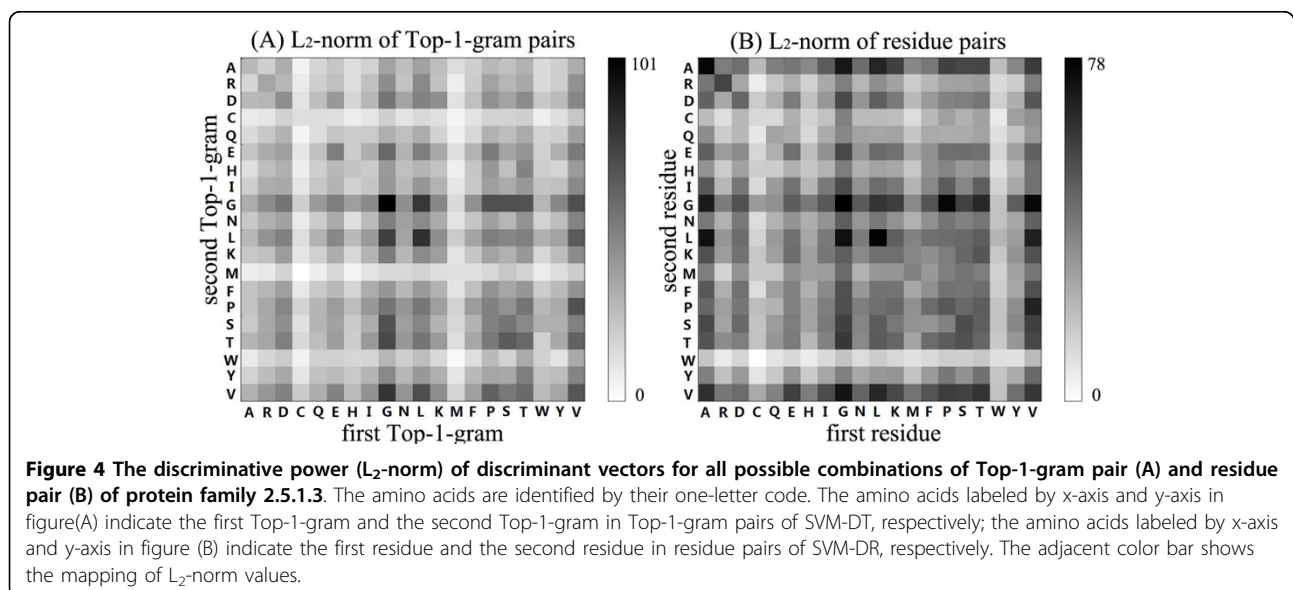 (A) L₂-norm of Top-1-gram pairs
101
0
second Top-1-gram
A
R
D
C
Q
E
H
I
G
N
L
K
M
F
P
S
T
W
Y
V
A R D C Q E H I G N L K M F P S T W Y V
first Top-1-gram
(B) L₂-norm of residue pairs
78
0
second residue
A
R
D
C
Q
E
H
I
G
N
L
K
M
F
P
S
T
W
Y
V
A R D C Q E H I G N L K M F P S T W Y V
first residue
Figure 4 The discriminative power (L₂-norm) of discriminant vectors for all possible combinations of Top-1-gram pair (A) and residue
pair (B) of protein family 2.5.1.3. The amino acids are identified by their one-letter code. The amino acids labeled by x-axis and y-axis in
figure(A) indicate the first Top-1-gram and the second Top-1-gram in Top-1-gram pairs of SVM-DT, respectively; the amino acids labeled by x-axis
and y-axis in figure (B) indicate the first residue and the second residue in residue pairs of SVM-DR, respectively. The adjacent color bar shows
the mapping of L₂-norm values.